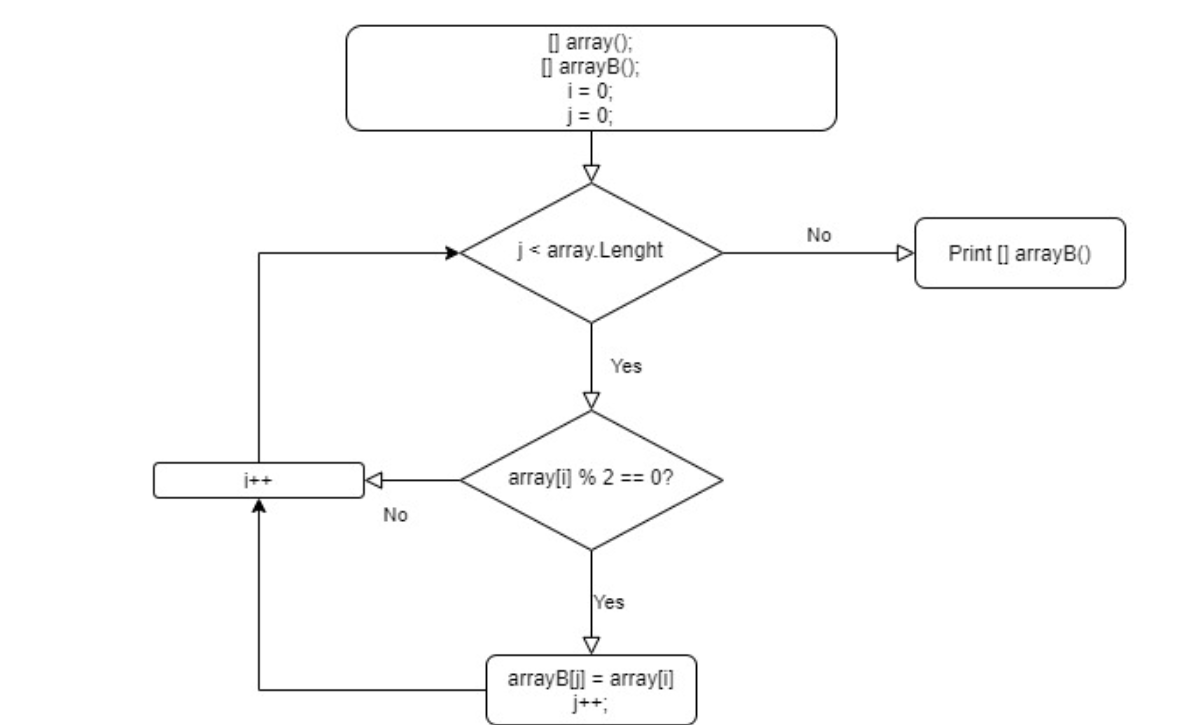 [] array();
[] arrayB();
i = 0;
j = 0;
j < array.Lenght
No
Print [] arrayB()
Yes
array[i] % 2 == 0?
i++
No
Yes
arrayB[j] = array[i]
j++;